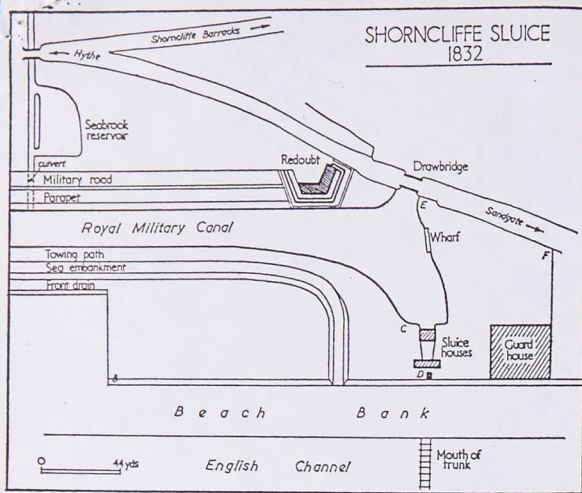 SHORNCLIFFE SLUICE
1832
Shorncliffe Barracks
Hythe
Seabrook
reservoir
culvert
Redoubt
Drawbridge
Military road
Parapet
E
Sandgate
Royal Military Canal
Wharf
F
Towing path
Sea embankment
Front drain
C
Sluice
houses
Guard
house
B
D
Beach Bank
0 44 yds
English Channel
Mouth of
trunk